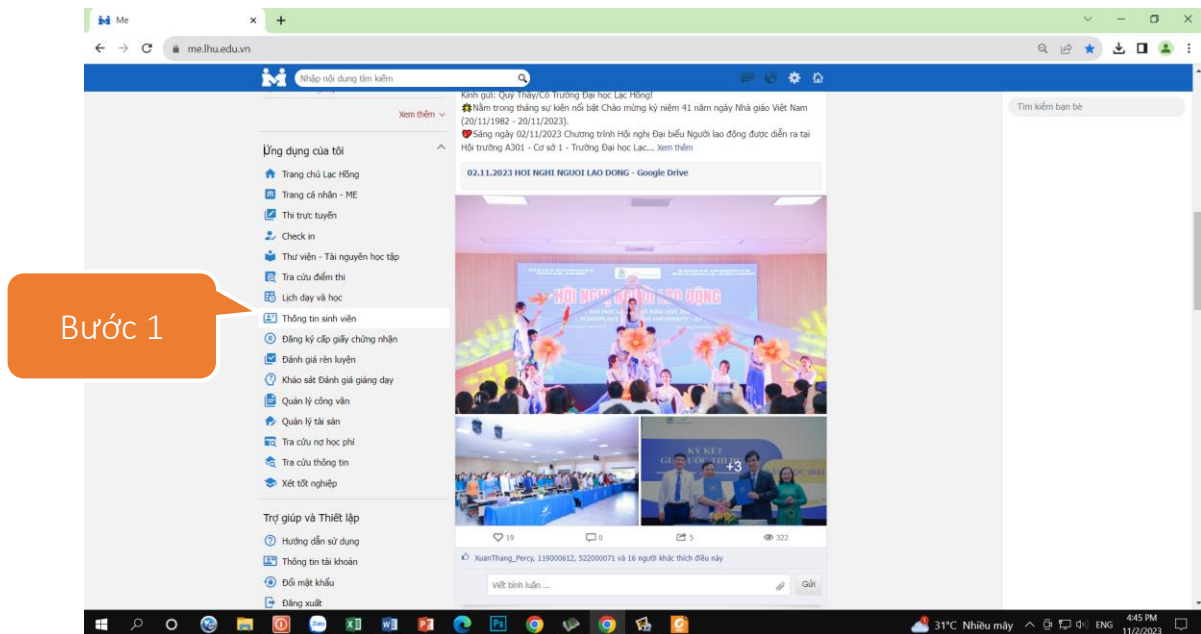 Me
me.lhu.edu.vn
Nhập nội dung tìm kiếm
Xem thêm
Ứng dụng của tôi
Trang chủ Lạc Hồng
Trang cá nhân - ME
Thi trực tuyến
Check in
Thư viện - Tài nguyên học tập
Tra cứu điểm thi
Lịch dạy và học
Thông tin sinh viên
Đăng ký cấp giấy chứng nhận
Đánh giá rèn luyện
Khảo sát Đánh giá giảng dạy
Quản lý công văn
Quản lý tài sản
Tra cứu nợ học phí
Tra cứu thông tin
Xét tốt nghiệp
Trợ giúp và Thiết lập
Hướng dẫn sử dụng
Thông tin tài khoản
Đổi mật khẩu
Đăng xuất
Bước 1
Kính gửi: Quý Thầy/Cô Trường Đại học Lạc Hồng!
Nằm trong tháng sự kiện nổi bật Chào mừng kỷ niệm 41 năm ngày Nhà giáo Việt Nam
(20/11/1982 - 20/11/2023).
Sáng ngày 02/11/2023 Chương trình Hội nghị Đại biểu Người lao động được diễn ra tại
Hội trường A301 - Cơ sở 1 - Trường Đại học Lạc... Xem thêm
02.11.2023 HOI NGHI NGUOI LAO DONG - Google Drive
HỘI NGHỊ NGƯỜI LAO ĐỘNG
KÝ KẾT
+3
19
0
5
322
XuanThang_Percy, 119000612, 522000071 và 16 người khác thích điều này
Viết bình luận ...
Gửi
Tìm kiếm bạn bè
31°C Nhiều mây
ENG
4:45 PM
11/2/2023